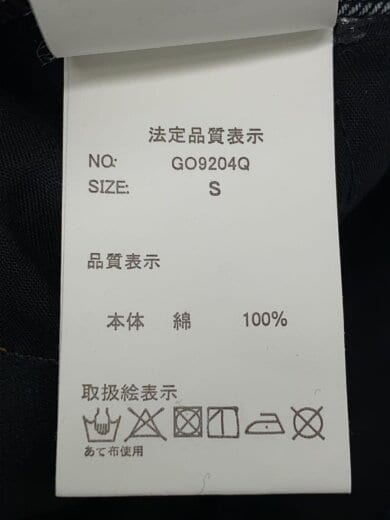 法定品質表示
NO: GO9204Q
SIZE: S
品質表示
本体 綿 100%
取扱絵表示
あて布使用